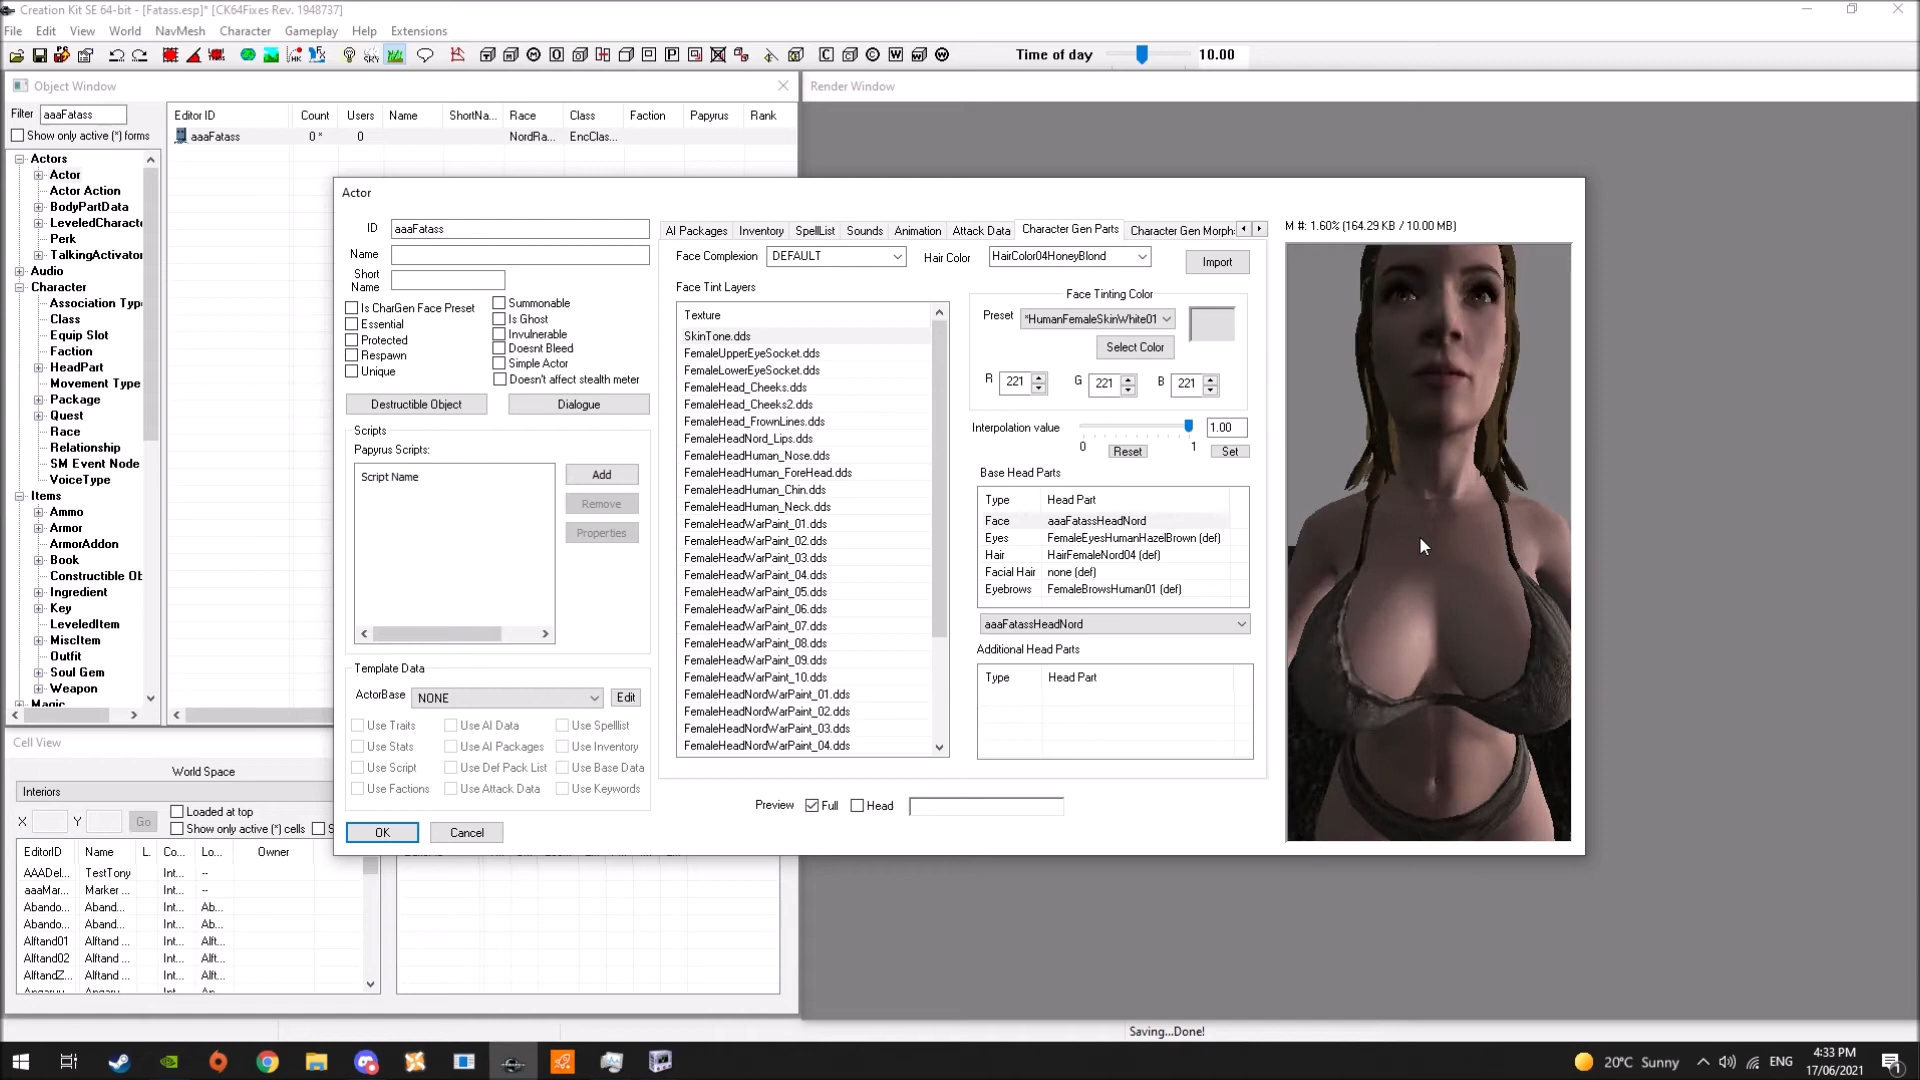 Creation Kit SE 64-bit - [Fatass.esp]* [CK64Fixes Rev. 1948737]
File Edit View World NavMesh Character Gameplay Help Extensions
Time of day 10.00
Object Window
Render Window
Filter aaaFatass
Show only active (*) forms
Editor ID Count Users Name ShortNa... Race Class Faction Papyrus Rank
aaaFatass 0 * 0 NordRa... EncClas...
Actors
Actor
Actor Action
BodyPartData
LeveledCharacte
Perk
TalkingActivator
Audio
Character
Association Typ
Class
Equip Slot
Faction
HeadPart
Movement Type
Package
Quest
Race
Relationship
SM Event Node
VoiceType
Items
Ammo
Armor
ArmorAddon
Book
Constructible Ob
Ingredient
Key
LeveledItem
MiscItem
Outfit
Soul Gem
Weapon
Magic
Actor
ID aaaFatass
Name
Short Name
Is CharGen Face Preset
Essential
Protected
Respawn
Unique
Summonable
Is Ghost
Invulnerable
Doesnt Bleed
Simple Actor
Doesn't affect stealth meter
Destructible Object Dialogue
Scripts
Papyrus Scripts:
Script Name
Add
Remove
Properties
Template Data
ActorBase NONE Edit
Use Traits Use AI Data Use Spelllist
Use Stats Use AI Packages Use Inventory
Use Script Use Def Pack List Use Base Data
Use Factions Use Attack Data Use Keywords
OK Cancel
AI Packages Inventory SpellList Sounds Animation Attack Data Character Gen Parts Character Gen Morph
Face Complexion DEFAULT Hair Color HairColor04HoneyBlond Import
Face Tint Layers
Texture
SkinTone.dds
FemaleUpperEyeSocket.dds
FemaleLowerEyeSocket.dds
FemaleHead_Cheeks.dds
FemaleHead_Cheeks2.dds
FemaleHead_FrownLines.dds
FemaleHeadNord_Lips.dds
FemaleHeadHuman_Nose.dds
FemaleHeadHuman_ForeHead.dds
FemaleHeadHuman_Chin.dds
FemaleHeadHuman_Neck.dds
FemaleHeadWarPaint_01.dds
FemaleHeadWarPaint_02.dds
FemaleHeadWarPaint_03.dds
FemaleHeadWarPaint_04.dds
FemaleHeadWarPaint_05.dds
FemaleHeadWarPaint_06.dds
FemaleHeadWarPaint_07.dds
FemaleHeadWarPaint_08.dds
FemaleHeadWarPaint_09.dds
FemaleHeadWarPaint_10.dds
FemaleHeadNordWarPaint_01.dds
FemaleHeadNordWarPaint_02.dds
FemaleHeadNordWarPaint_03.dds
FemaleHeadNordWarPaint_04.dds
Face Tinting Color
Preset *HumanFemaleSkinWhite01
Select Color
R 221 G 221 B 221
Interpolation value 1.00
0 Reset 1 Set
Base Head Parts
Type Head Part
Face aaaFatassHeadNord
Eyes FemaleEyesHumanHazelBrown (def)
Hair HairFemaleNord04 (def)
Facial Hair none (def)
Eyebrows FemaleBrowsHuman01 (def)
aaaFatassHeadNord
Additional Head Parts
Type Head Part
Preview Full Head
M #: 1.60% (164.29 KB / 10.00 MB)
Cell View
World Space
Interiors
X Y Go
Loaded at top
Show only active (*) cells
EditorID Name L. Co... Lo... Owner
AAADel... TestTony Int... --
aaaMar... Marker ... Int... --
Abando... Aband... Int... Ab...
Abando... Aband... Int... Ab...
Alftand01 Alftand ... Int... Alft...
Alftand02 Alftand ... Int... Alft...
AlftandZ... Alftand ... Int... Alft...
Saving...Done!
20°C Sunny ENG 4:33 PM
17/06/2021